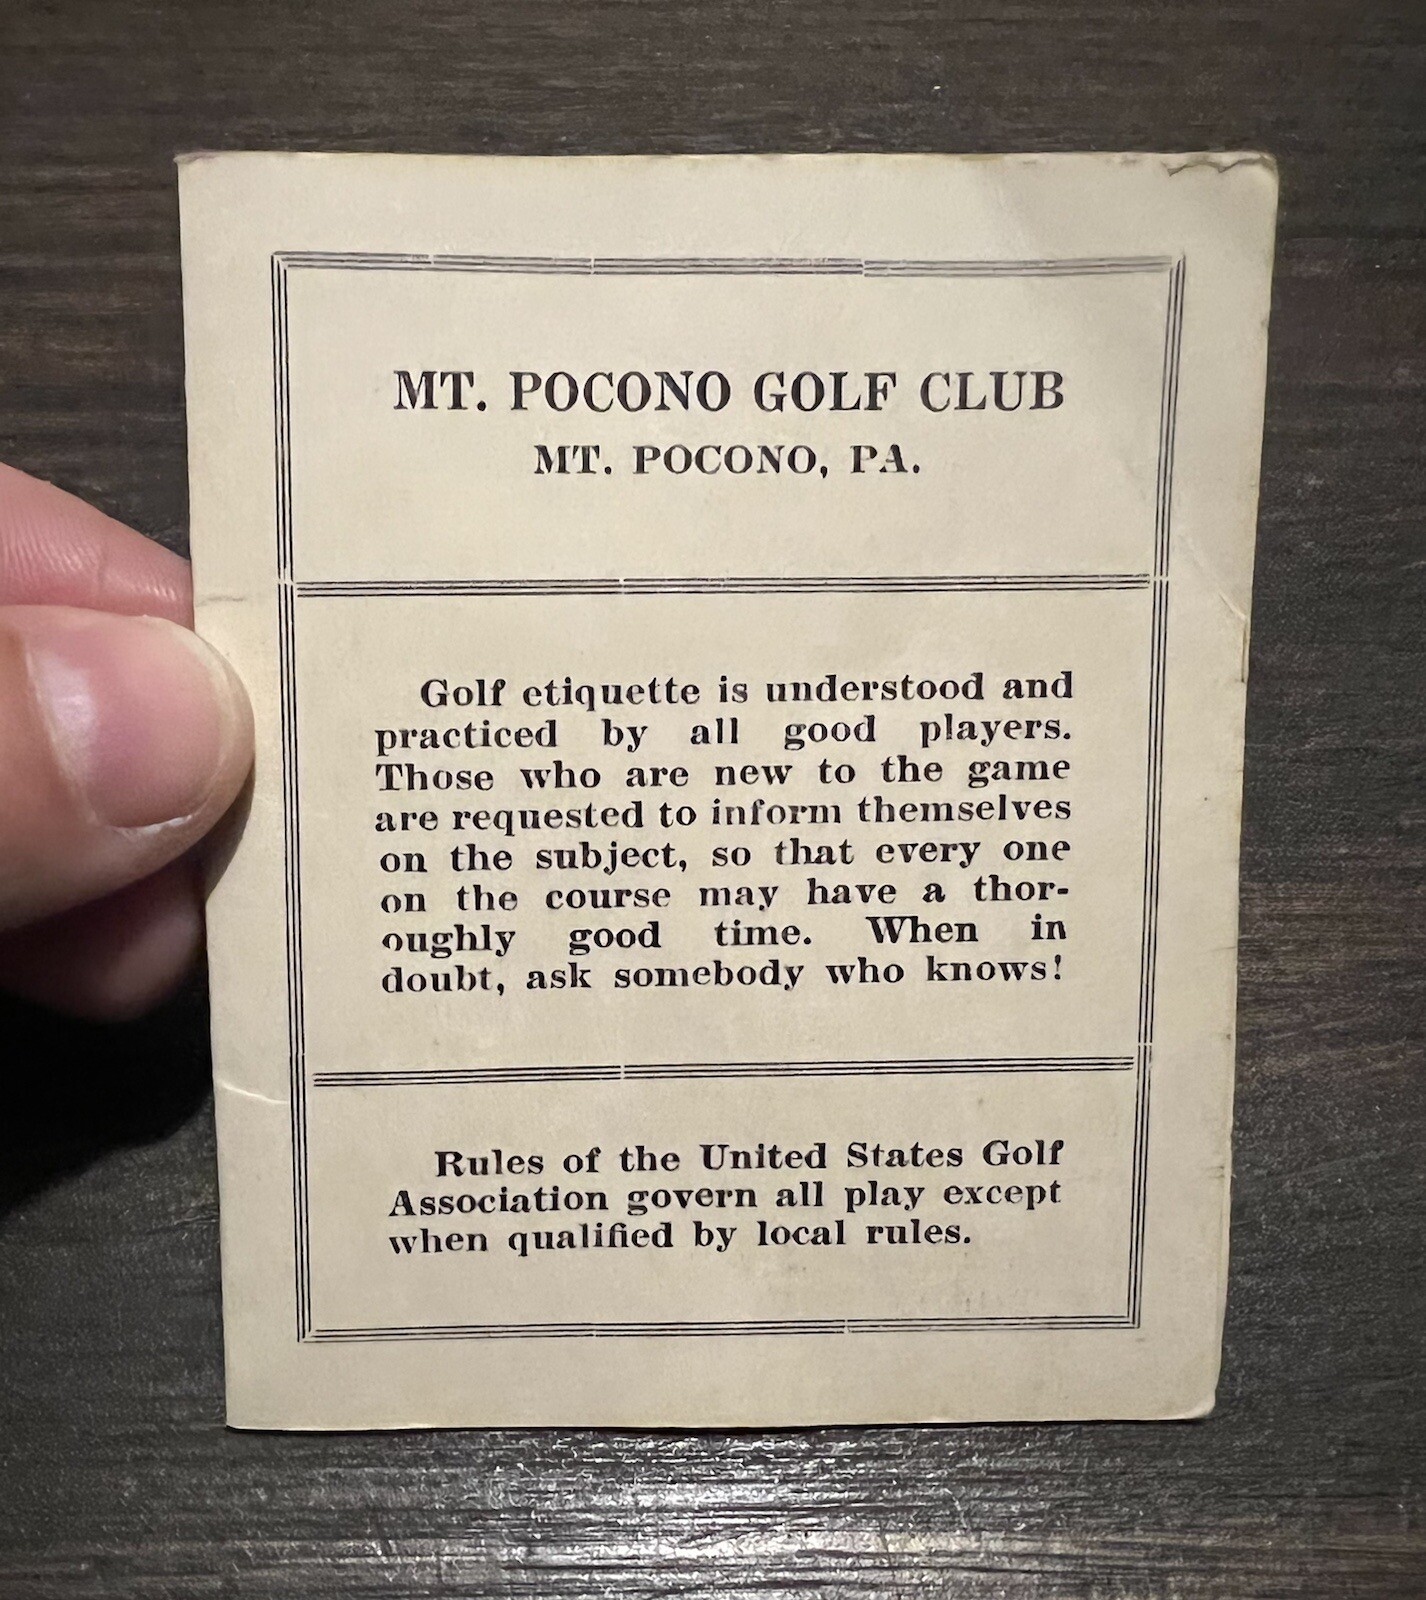 MT. POCONO GOLF CLUB
MT. POCONO, PA.
Golf etiquette is understood and
practiced by all good players.
Those who are new to the game
are requested to inform themselves
on the subject, so that every one
on the course may have a thor-
oughly good time. When in
doubt, ask somebody who knows!
Rules of the United States Golf
Association govern all play except
when qualified by local rules.